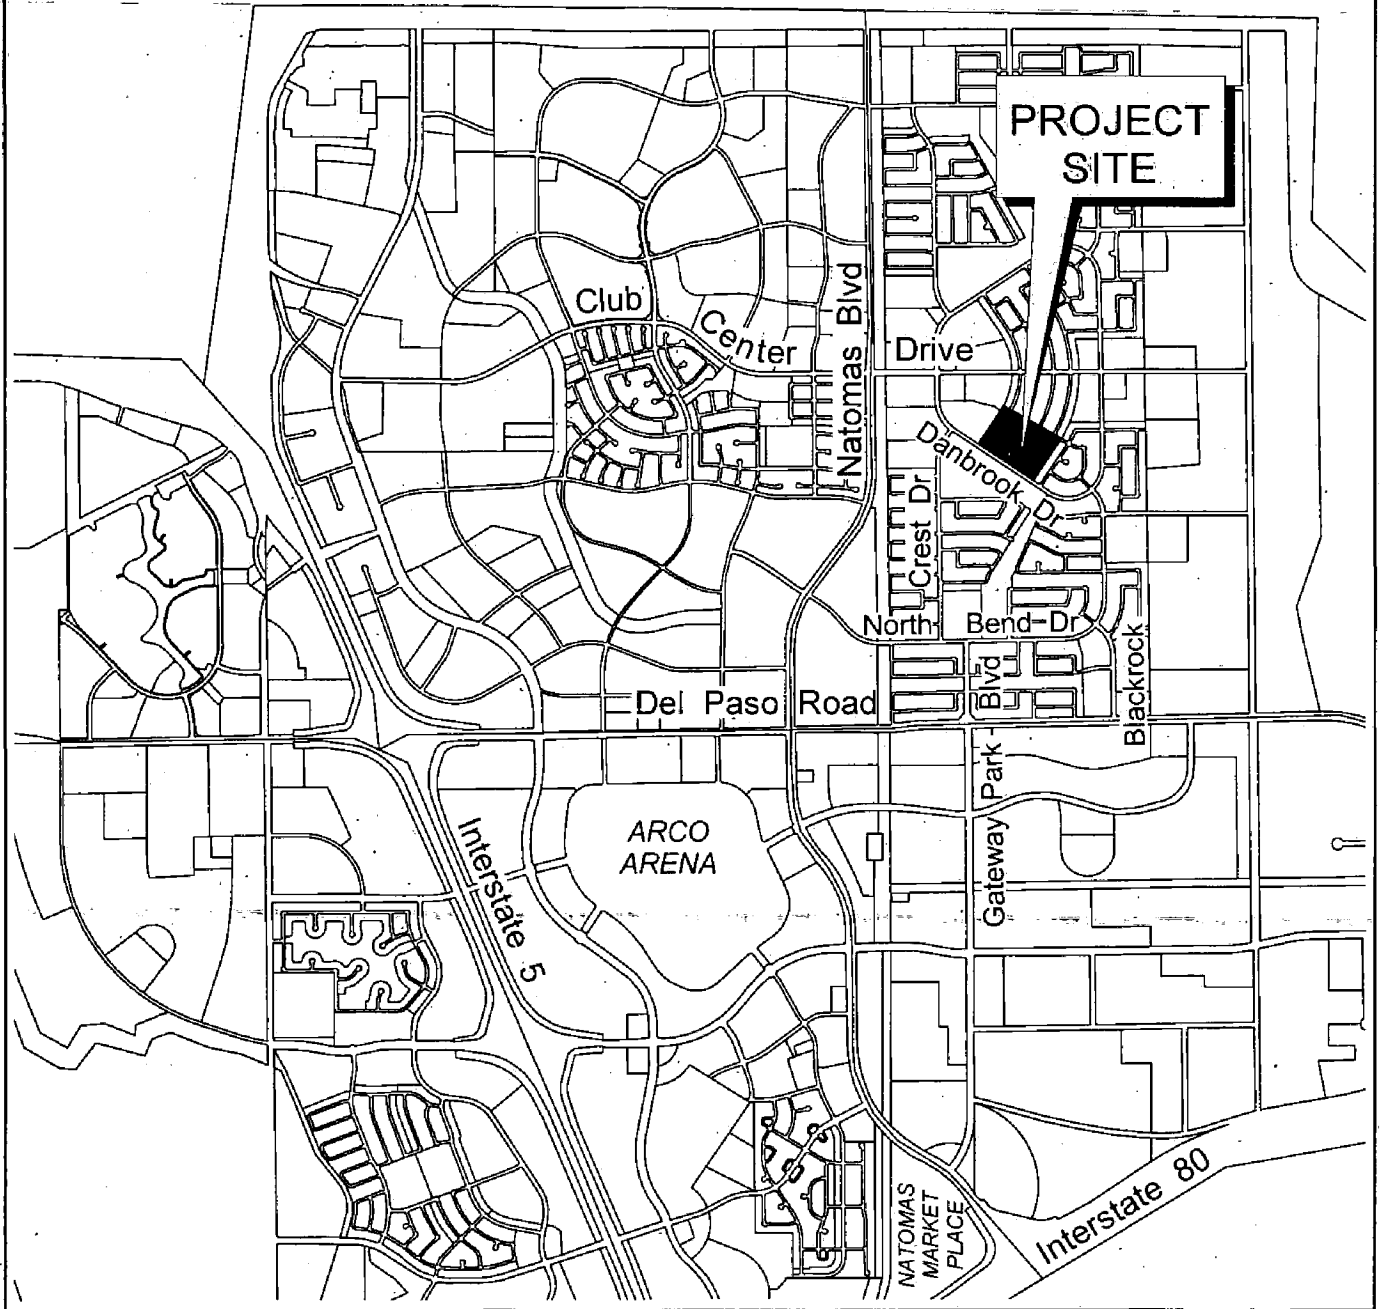 PROJECT
SITE
Club Center Drive
Natomas Blvd
Danbrook Dr
Crest Dr
North Bend-Dr
Blackrock
Del Paso Road
Gateway Park - Blvd
ARCO
ARENA
Interstate 5
NATOMAS
MARKET
PLACE
Interstate 80